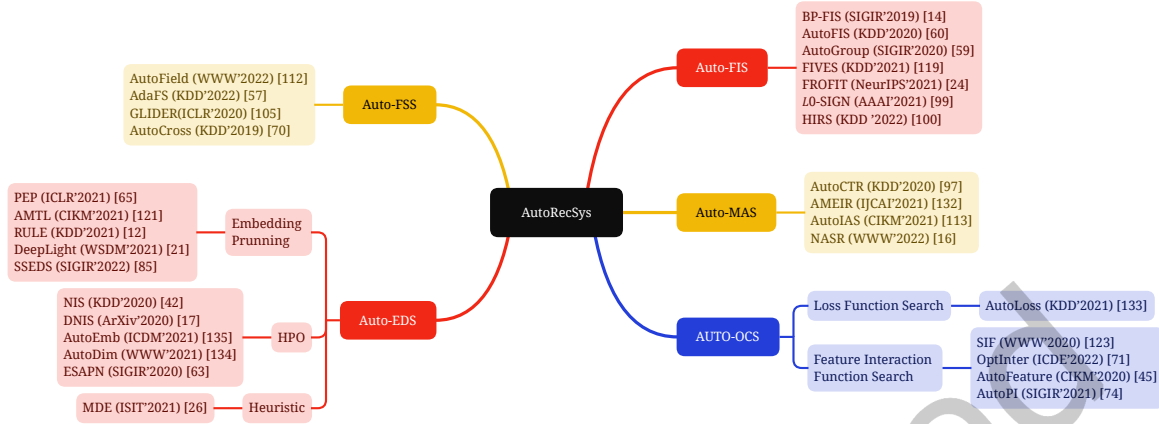 AutoRecSys
Auto-FSS
AutoField (WWW'2022) [112]
AdaFS (KDD'2022) [57]
GLIDER(ICLR'2020) [105]
AutoCross (KDD'2019) [70]
Auto-EDS
Embedding
Prunning
PEP (ICLR'2021) [65]
AMTL (CIKM'2021) [121]
RULE (KDD'2021) [12]
DeepLight (WSDM'2021) [21]
SSEDS (SIGIR'2022) [85]
HPO
NIS (KDD'2020) [42]
DNIS (ArXiv'2020) [17]
AutoEmb (ICDM'2021) [135]
AutoDim (WWW'2021) [134]
ESAPN (SIGIR'2020) [63]
Heuristic
MDE (ISIT'2021) [26]
Auto-FIS
BP-FIS (SIGIR'2019) [14]
AutoFIS (KDD'2020) [60]
AutoGroup (SIGIR'2020) [59]
FIVES (KDD'2021) [119]
FROFIT (NeurIPS'2021) [24]
L0-SIGN (AAAI'2021) [99]
HIRS (KDD '2022) [100]
Auto-MAS
AutoCTR (KDD'2020) [97]
AMEIR (IJCAI'2021) [132]
AutoIAS (CIKM'2021) [113]
NASR (WWW'2022) [16]
AUTO-OCS
Loss Function Search
AutoLoss (KDD'2021) [133]
Feature Interaction
Function Search
SIF (WWW'2020) [123]
OptInter (ICDE'2022) [71]
AutoFeature (CIKM'2020) [45]
AutoPI (SIGIR'2021) [74]